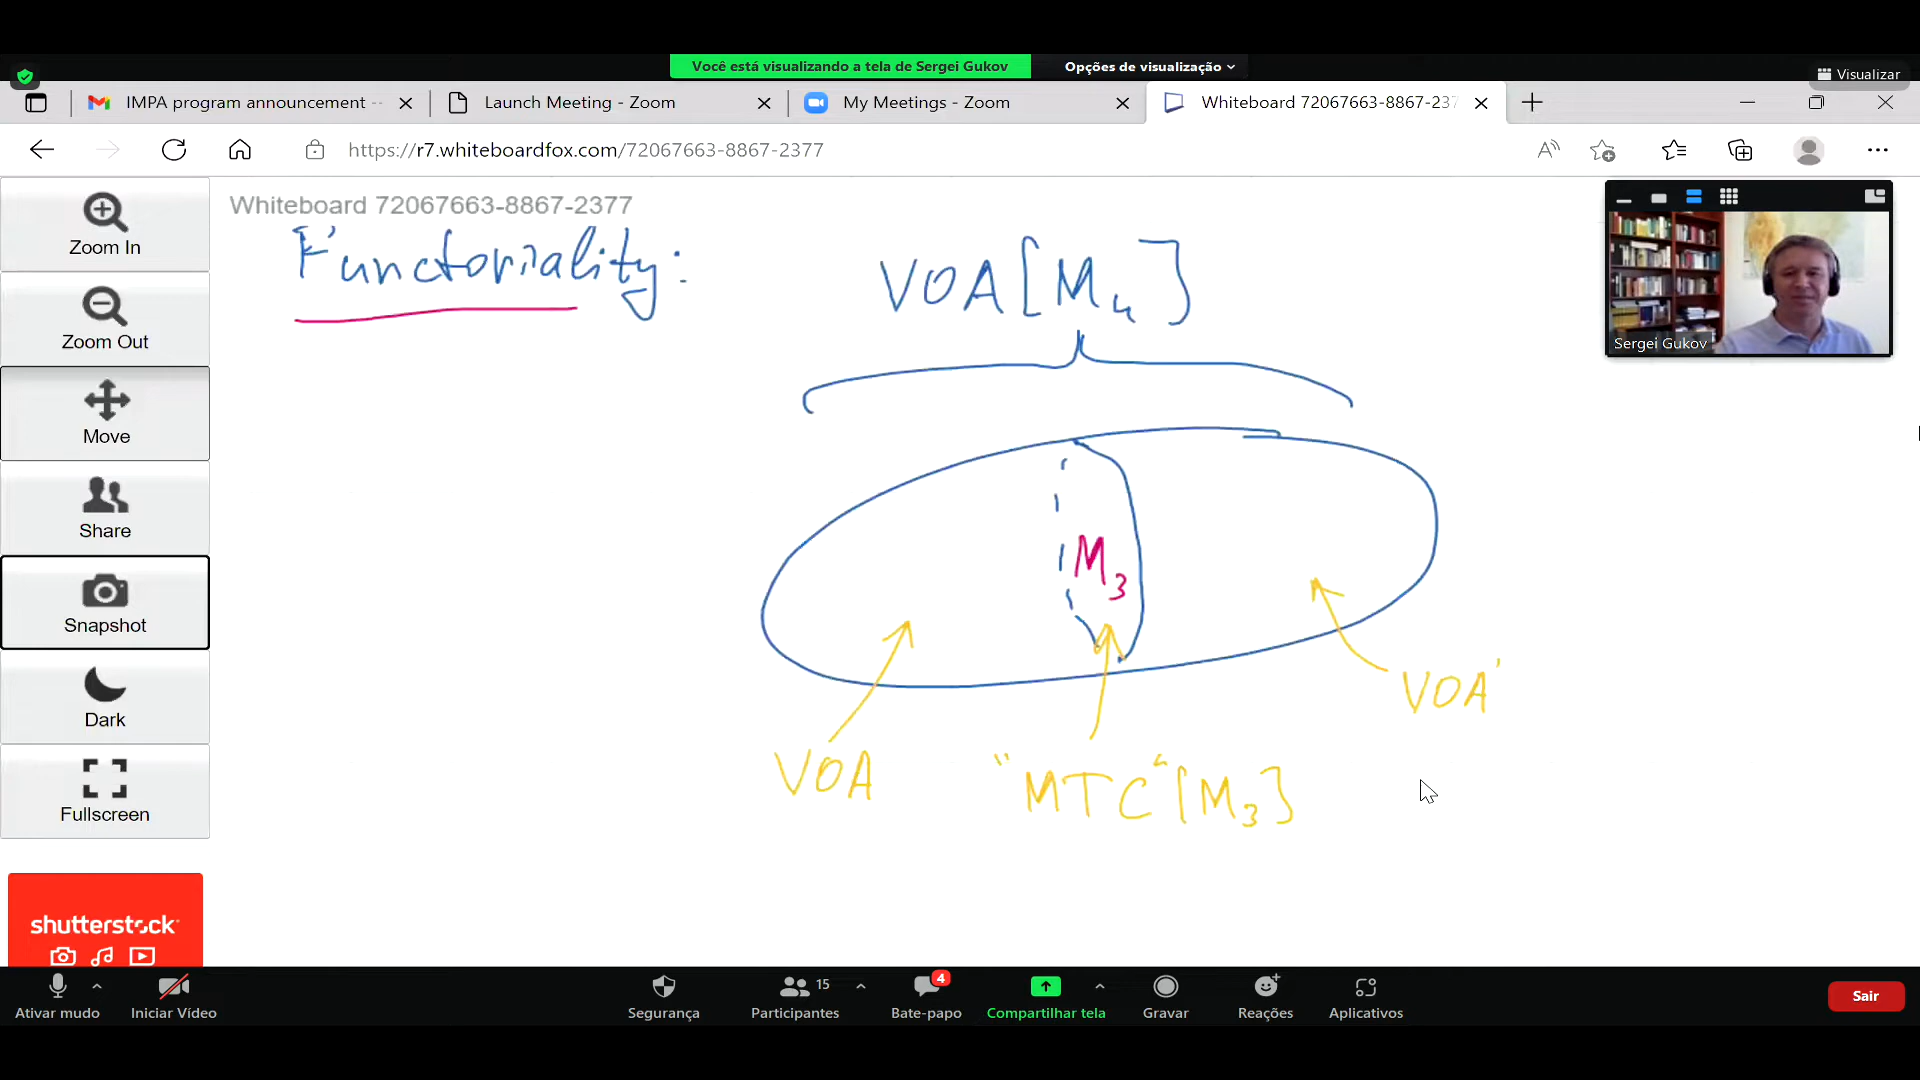 Você está visualizando a tela de Sergei Gukov
Opções de visualização
Visualizar
IMPA program announcement --
Launch Meeting - Zoom
My Meetings - Zoom
Whiteboard 72067663-8867-237
https://r7.whiteboardfox.com/72067663-8867-2377
Zoom In
Zoom Out
Move
Share
Snapshot
Dark
Fullscreen
shutterstock
Whiteboard 72067663-8867-2377
Functoriality:
VOA[M₄]
M₃
VOA
"MTC"[M₃]
VOA'
Sergei Gukov
Ativar mudo
Iniciar Vídeo
Segurança
Participantes 15
Bate-papo 4
Compartilhar tela
Gravar
Reações
Aplicativos
Sair